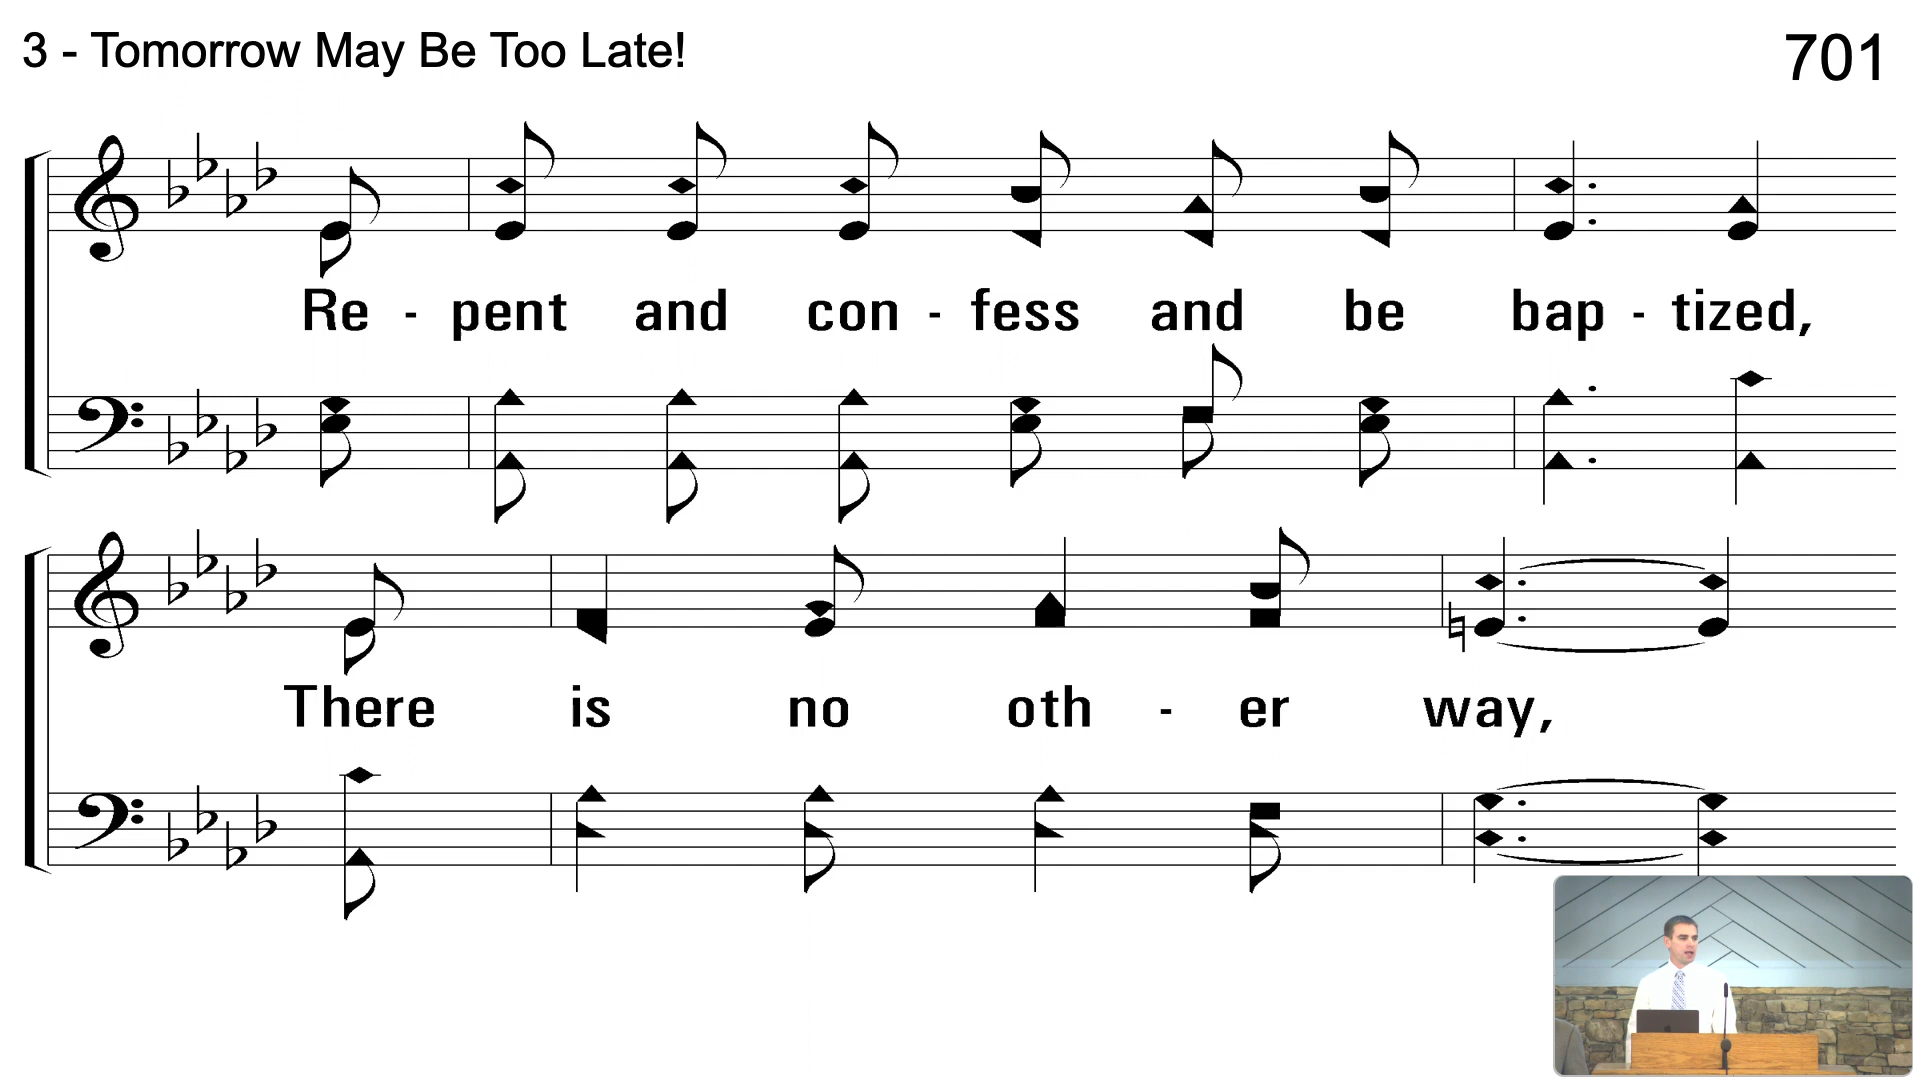 3 - Tomorrow May Be Too Late!
701
Re - pent and con - fess and be bap - tized,
There is no oth - er way,